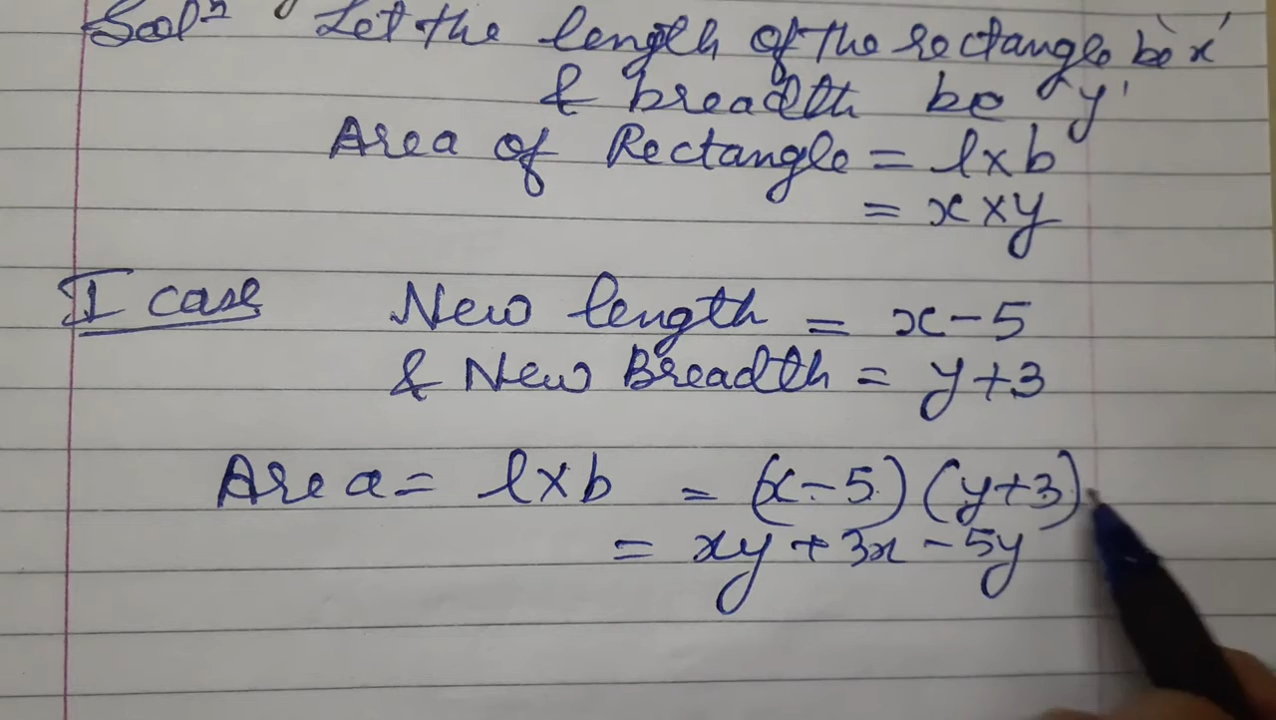 Sol⁽ⁿ⁾ Let the length of the rectangle be 'x'
& breadth be 'y'
Area of Rectangle = l×b
= x×y
I case New length = x-5
& New Breadth = y+3
Area = l×b = (x-5)(y+3)
= xy+3x-5y